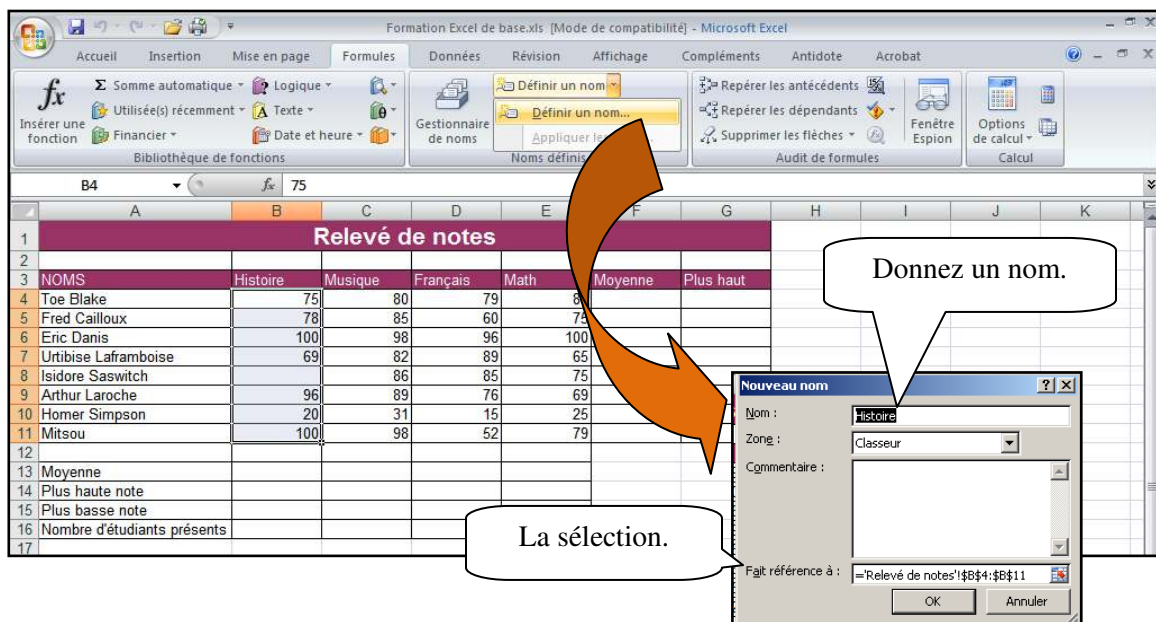 Formation Excel de base.xls [Mode de compatibilité] - Microsoft Excel
Accueil Insertion Mise en page Formules Données Révision Affichage Compléments Antidote Acrobat
fx Σ Somme automatique Logique Définir un nom Repérer les antécédents
Utilisée(s) récemment Texte Définir un nom... Repérer les dépendants
Insérer une fonction Financier Date et heure Gestionnaire de noms Appliquer Supprimer les flèches Fenêtre Espion Options de calcul
Bibliothèque de fonctions Noms définis Audit de formules Calcul
B4 fx 75
A B C D E F G H I J K
1 Relevé de notes
2
3 NOMS Histoire Musique Français Math Moyenne Plus haut
4 Toe Blake 75 80 79 8
5 Fred Cailloux 78 85 60 75
6 Eric Danis 100 98 96 100
7 Urtibise Laframboise 69 82 89 65
8 Isidore Saswitch 86 85 75
9 Arthur Laroche 96 89 76 69
10 Homer Simpson 20 31 15 25
11 Mitsou 100 98 52 79
12
13 Moyenne
14 Plus haute note
15 Plus basse note
16 Nombre d'étudiants présents
17
Donnez un nom.
La sélection.
Nouveau nom
Nom : Histoire
Zone : Classeur
Commentaire :
Fait référence à : ='Relevé de notes'!$B$4:$B$11
OK Annuler